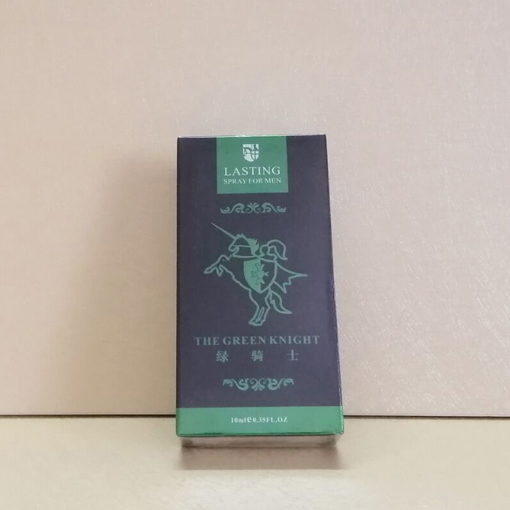 LASTING
SPRAY FOR MEN
THE GREEN KNIGHT
绿 骑 士
10ml℮0.35FL.OZ